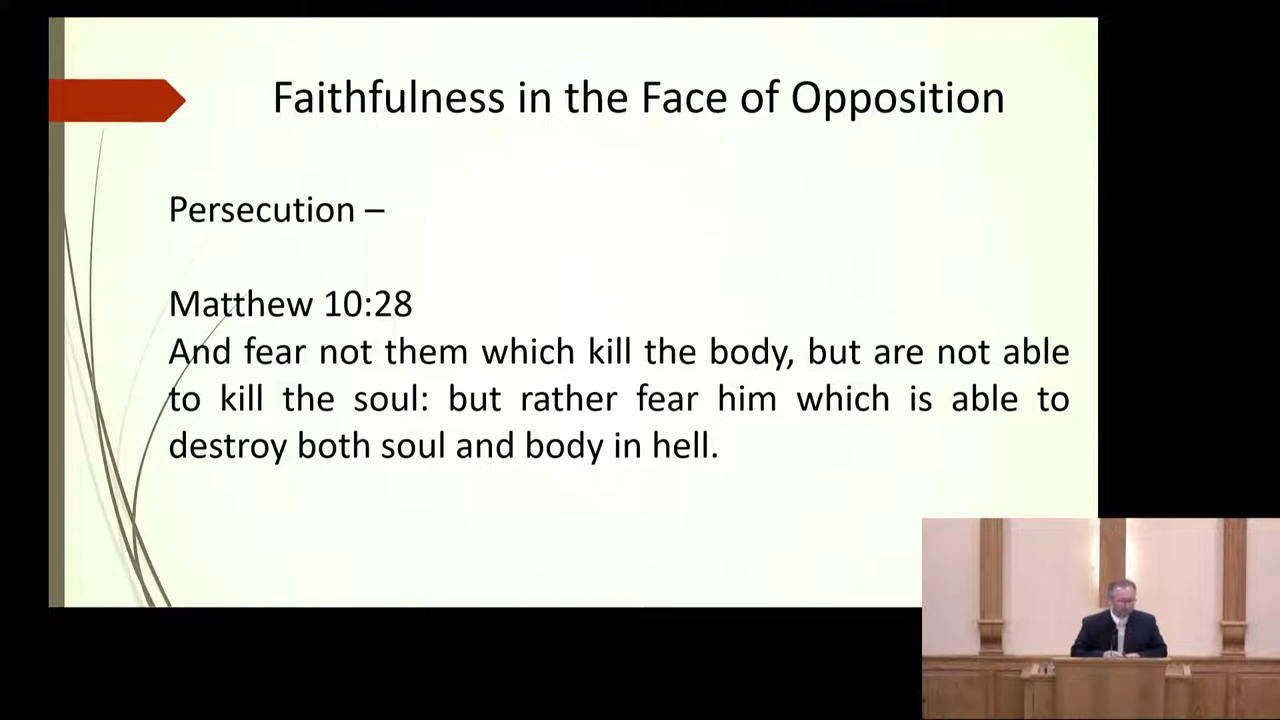 Faithfulness in the Face of Opposition
Persecution –
Matthew 10:28
And fear not them which kill the body, but are not able
to kill the soul: but rather fear him which is able to
destroy both soul and body in hell.